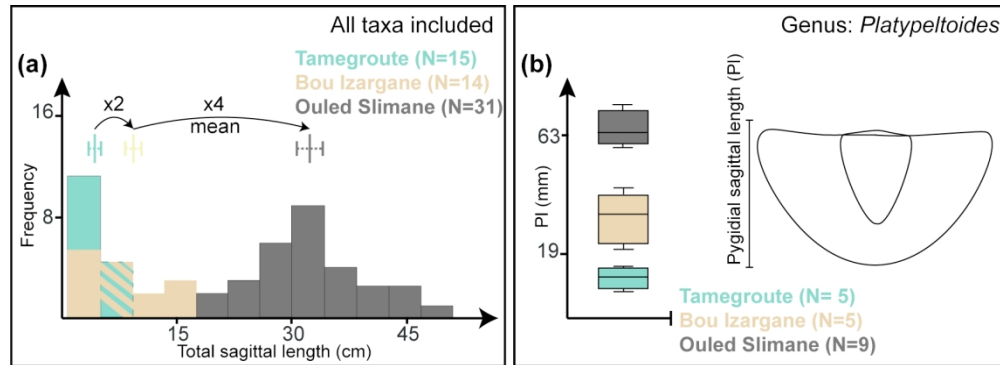 All taxa included
(a)
Tamegroute (N=15)
Bou Izargane (N=14)
Ouled Slimane (N=31)
16
x2
x4
mean
Frequency
8
15
30
45
Total sagittal length (cm)
Genus: Platypeltoides
(b)
63
PI (mm)
19
Pygidial sagittal length (PI)
Tamegroute (N= 5)
Bou Izargane (N=5)
Ouled Slimane (N=9)